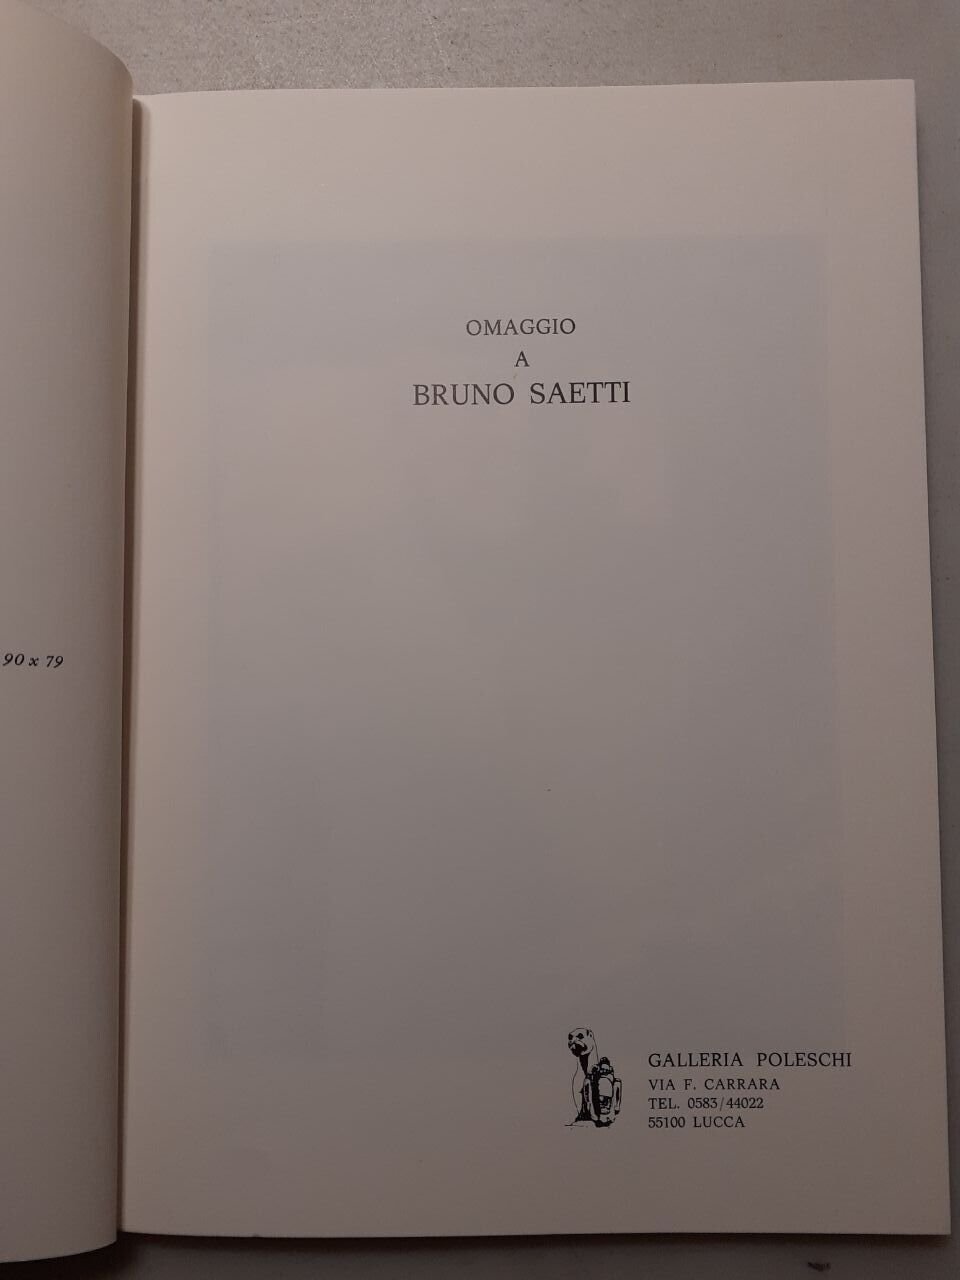 90 x 79
OMAGGIO
A
BRUNO SAETTI
GALLERIA POLESCHI
VIA F. CARRARA
TEL. 0583/44022
55100 LUCCA